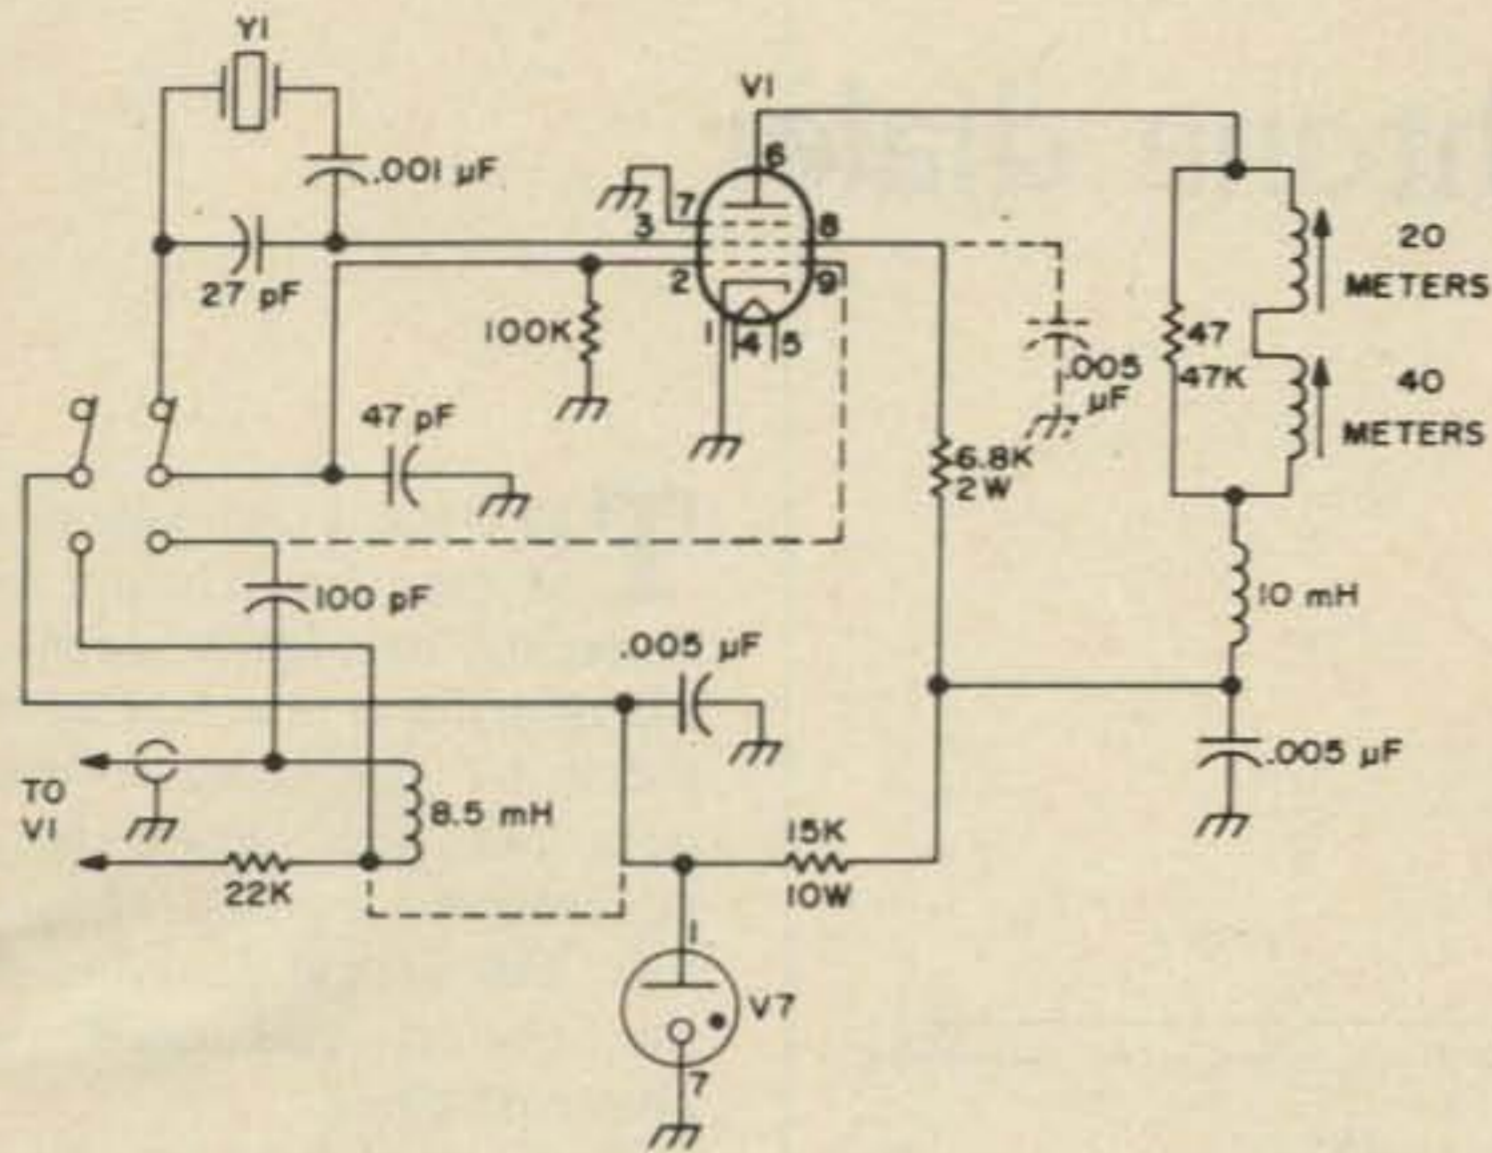 Y1
V1
.001 µF
6
7
3
8
20
METERS
27 pF
2
9
100K
1
4
5
.005
µF
47
47K
40
METERS
47 pF
6.8K
2W
100 pF
10 mH
.005 µF
.005 µF
TO
V1
8.5 mH
15K
22K
10W
1
V7
7